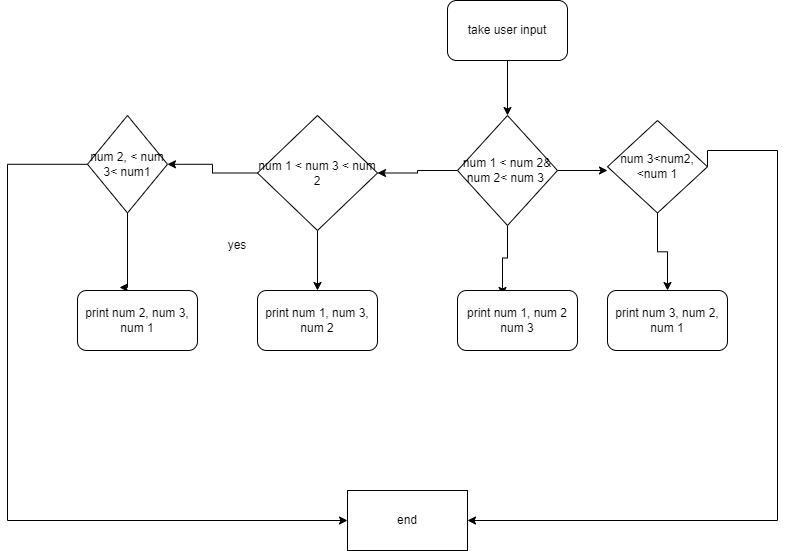 take user input
num 2, < num
3< num1
num 1 < num 3 < num
2
num 1 < num 2&
num 2< num 3
num 3<num2,
<num 1
yes
print num 2, num 3,
num 1
print num 1, num 3,
num 2
print num 1, num 2
num 3
print num 3, num 2,
num 1
end